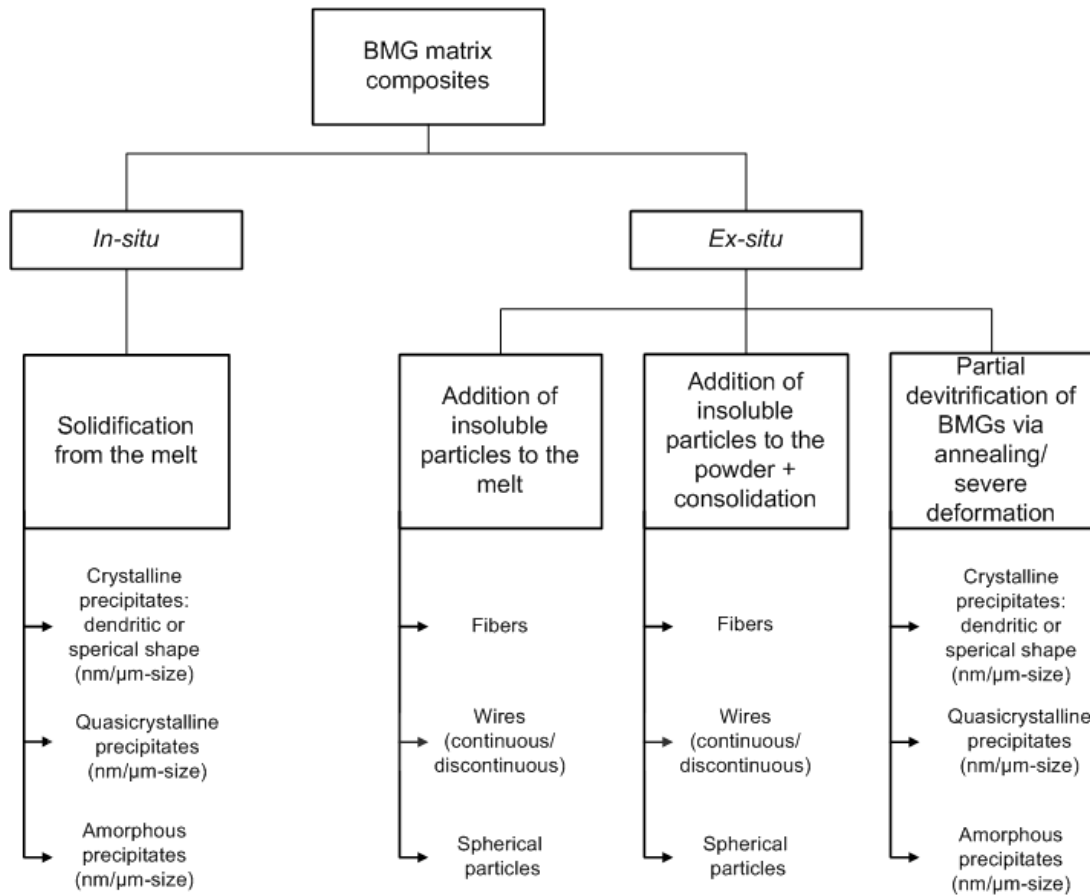 BMG matrix
composites
In-situ
Ex-situ
Solidification
from the melt
Addition of
insoluble
particles to the
melt
Addition of
insoluble
particles to the
powder +
consolidation
Partial
devitrification of
BMGs via
annealing/
severe
deformation
Crystalline
precipitates:
dendritic or
sperical shape
(nm/µm-size)
Quasicrystalline
precipitates
(nm/µm-size)
Amorphous
precipitates
(nm/µm-size)
Fibers
Wires
(continuous/
discontinuous)
Spherical
particles
Fibers
Wires
(continuous/
discontinuous)
Spherical
particles
Crystalline
precipitates:
dendritic or
sperical shape
(nm/µm-size)
Quasicrystalline
precipitates
(nm/µm-size)
Amorphous
precipitates
(nm/µm-size)